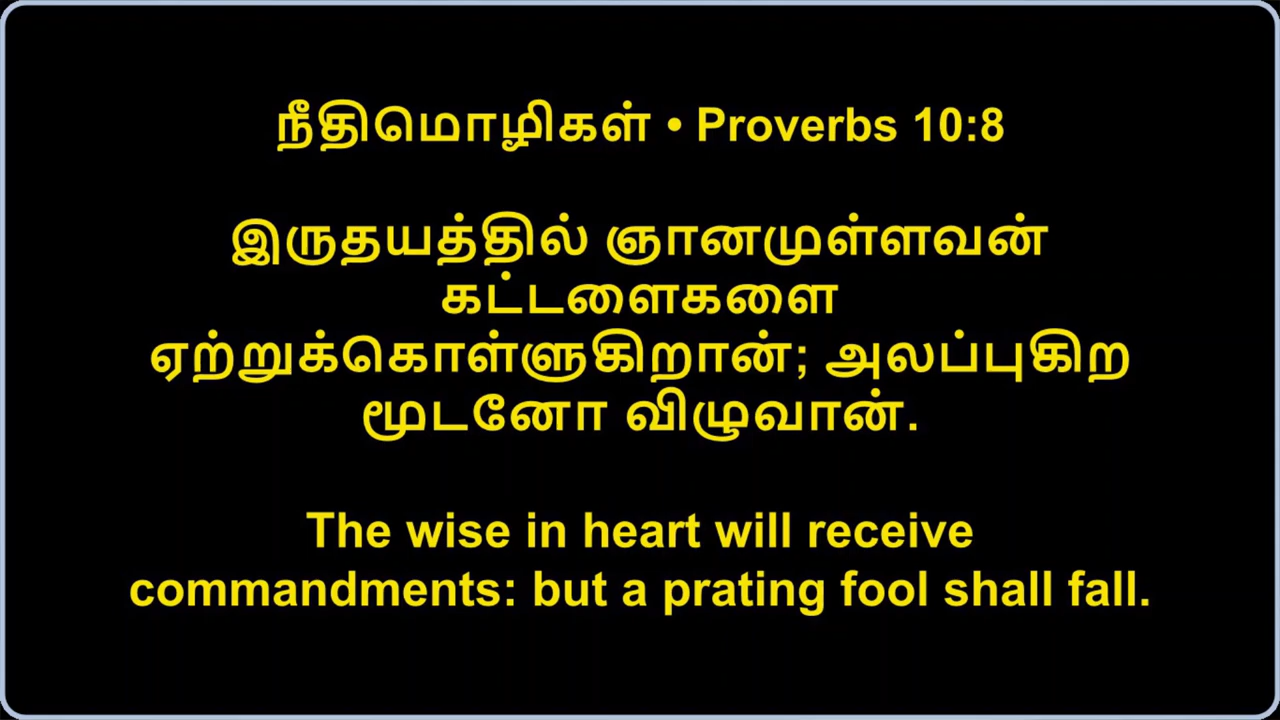 நீதிமொழிகள் • Proverbs 10:8
இருதயத்தில் ஞானமுள்ளவன்
கட்டளைகளை
ஏற்றுக்கொள்ளுகிறான்; அலப்புகிற
மூடனோ விழுவான்.
The wise in heart will receive
commandments: but a prating fool shall fall.